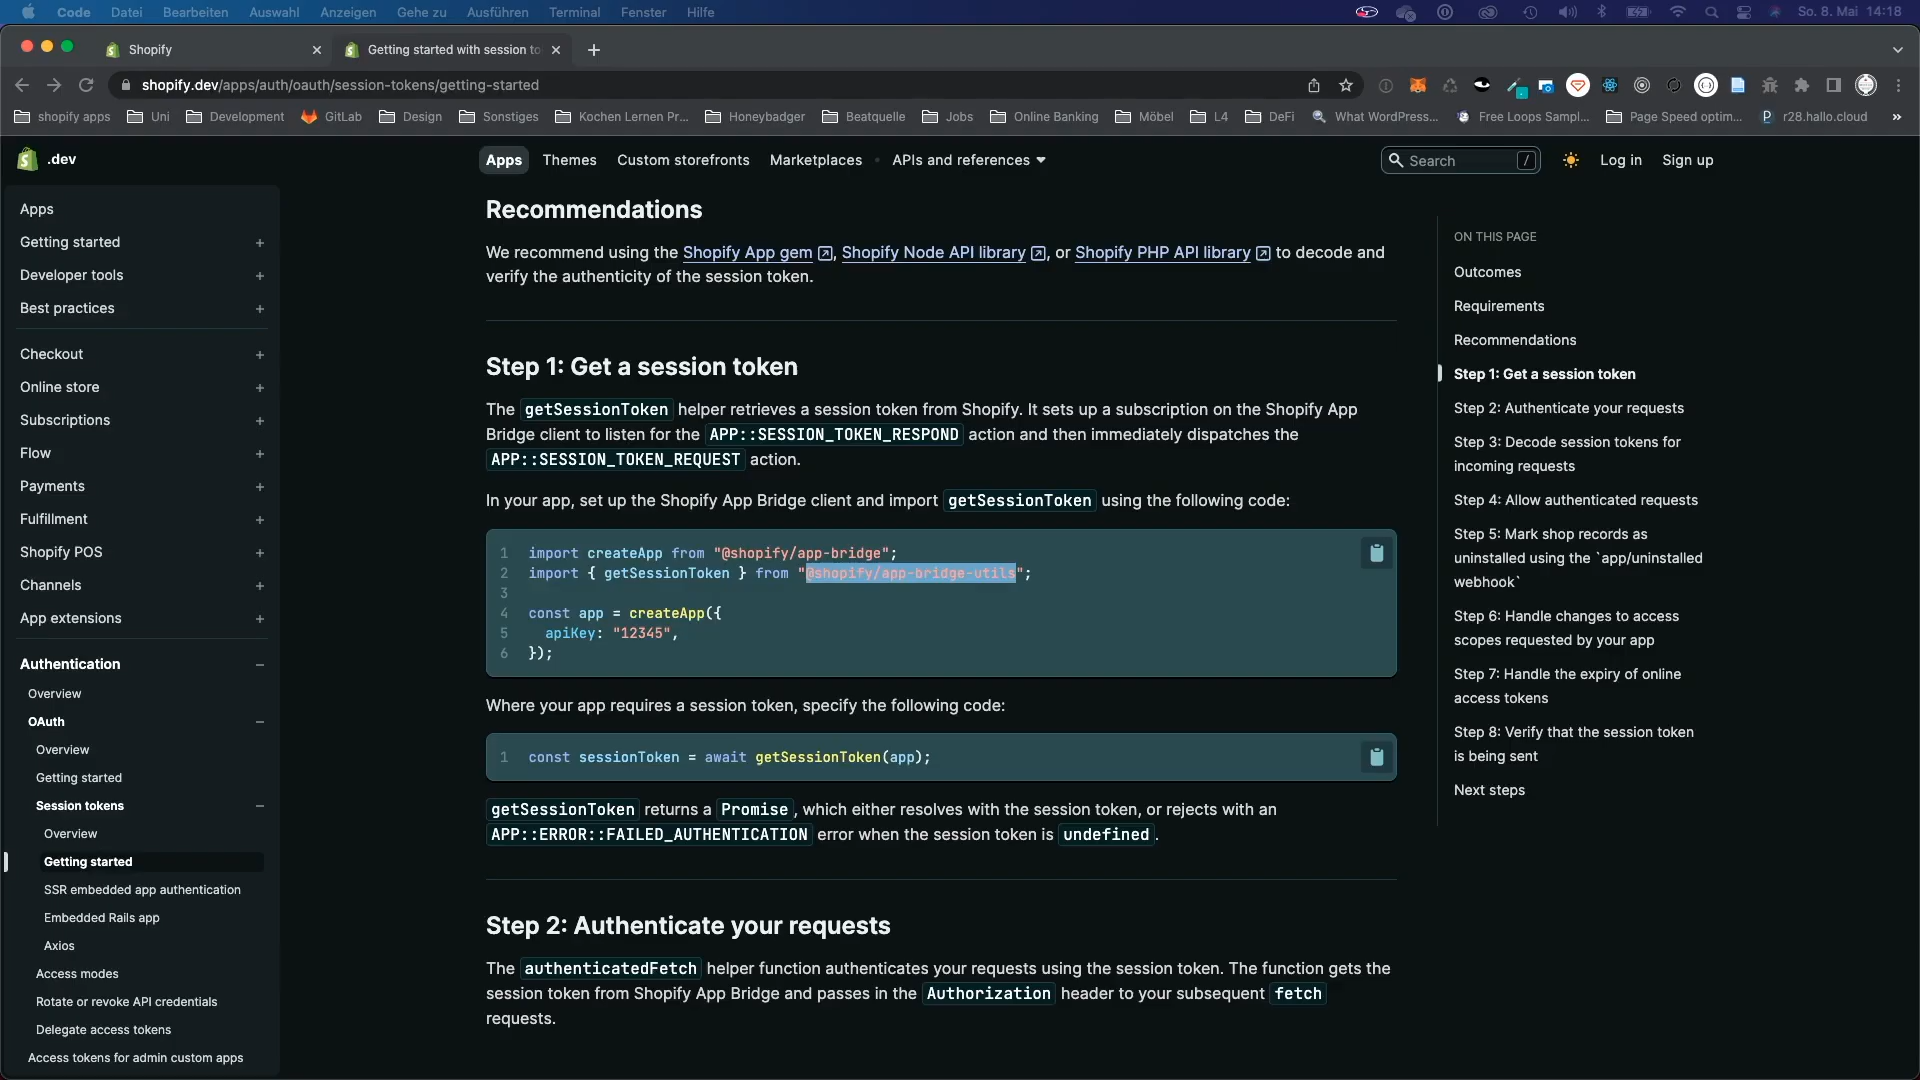 Code Datei Bearbeiten Auswahl Anzeigen Gehe zu Ausführen Terminal Fenster Hilfe So. 8. Mai 14:18
Shopify
Getting started with session to
shopify.dev/apps/auth/oauth/session-tokens/getting-started
shopify apps Uni Development GitLab Design Sonstiges Kochen Lernen Pr... Honeybadger Beatquelle Jobs Online Banking Möbel L4 DeFi What WordPress... Free Loops Sampl... Page Speed optim... r28.hallo.cloud »
.dev
Apps Themes Custom storefronts Marketplaces • APIs and references Search / Log in Sign up
Apps
Getting started +
Developer tools +
Best practices +
Checkout +
Online store +
Subscriptions +
Flow +
Payments +
Fulfillment +
Shopify POS +
Channels +
App extensions +
Authentication −
Overview
OAuth −
Overview
Getting started
Session tokens −
Overview
Getting started
SSR embedded app authentication
Embedded Rails app
Axios
Access modes
Rotate or revoke API credentials
Delegate access tokens
Access tokens for admin custom apps
Recommendations
We recommend using the Shopify App gem, Shopify Node API library, or Shopify PHP API library to decode and
verify the authenticity of the session token.
Step 1: Get a session token
The getSessionToken helper retrieves a session token from Shopify. It sets up a subscription on the Shopify App
Bridge client to listen for the APP::SESSION_TOKEN_RESPOND action and then immediately dispatches the
APP::SESSION_TOKEN_REQUEST action.
In your app, set up the Shopify App Bridge client and import getSessionToken using the following code:
1 import createApp from "@shopify/app-bridge";
2 import { getSessionToken } from "@shopify/app-bridge-utils";
3
4 const app = createApp({
5 apiKey: "12345",
6 });
Where your app requires a session token, specify the following code:
1 const sessionToken = await getSessionToken(app);
getSessionToken returns a Promise, which either resolves with the session token, or rejects with an
APP::ERROR::FAILED_AUTHENTICATION error when the session token is undefined.
Step 2: Authenticate your requests
The authenticatedFetch helper function authenticates your requests using the session token. The function gets the
session token from Shopify App Bridge and passes in the Authorization header to your subsequent fetch
requests.
ON THIS PAGE
Outcomes
Requirements
Recommendations
Step 1: Get a session token
Step 2: Authenticate your requests
Step 3: Decode session tokens for
incoming requests
Step 4: Allow authenticated requests
Step 5: Mark shop records as
uninstalled using the `app/uninstalled
webhook`
Step 6: Handle changes to access
scopes requested by your app
Step 7: Handle the expiry of online
access tokens
Step 8: Verify that the session token
is being sent
Next steps